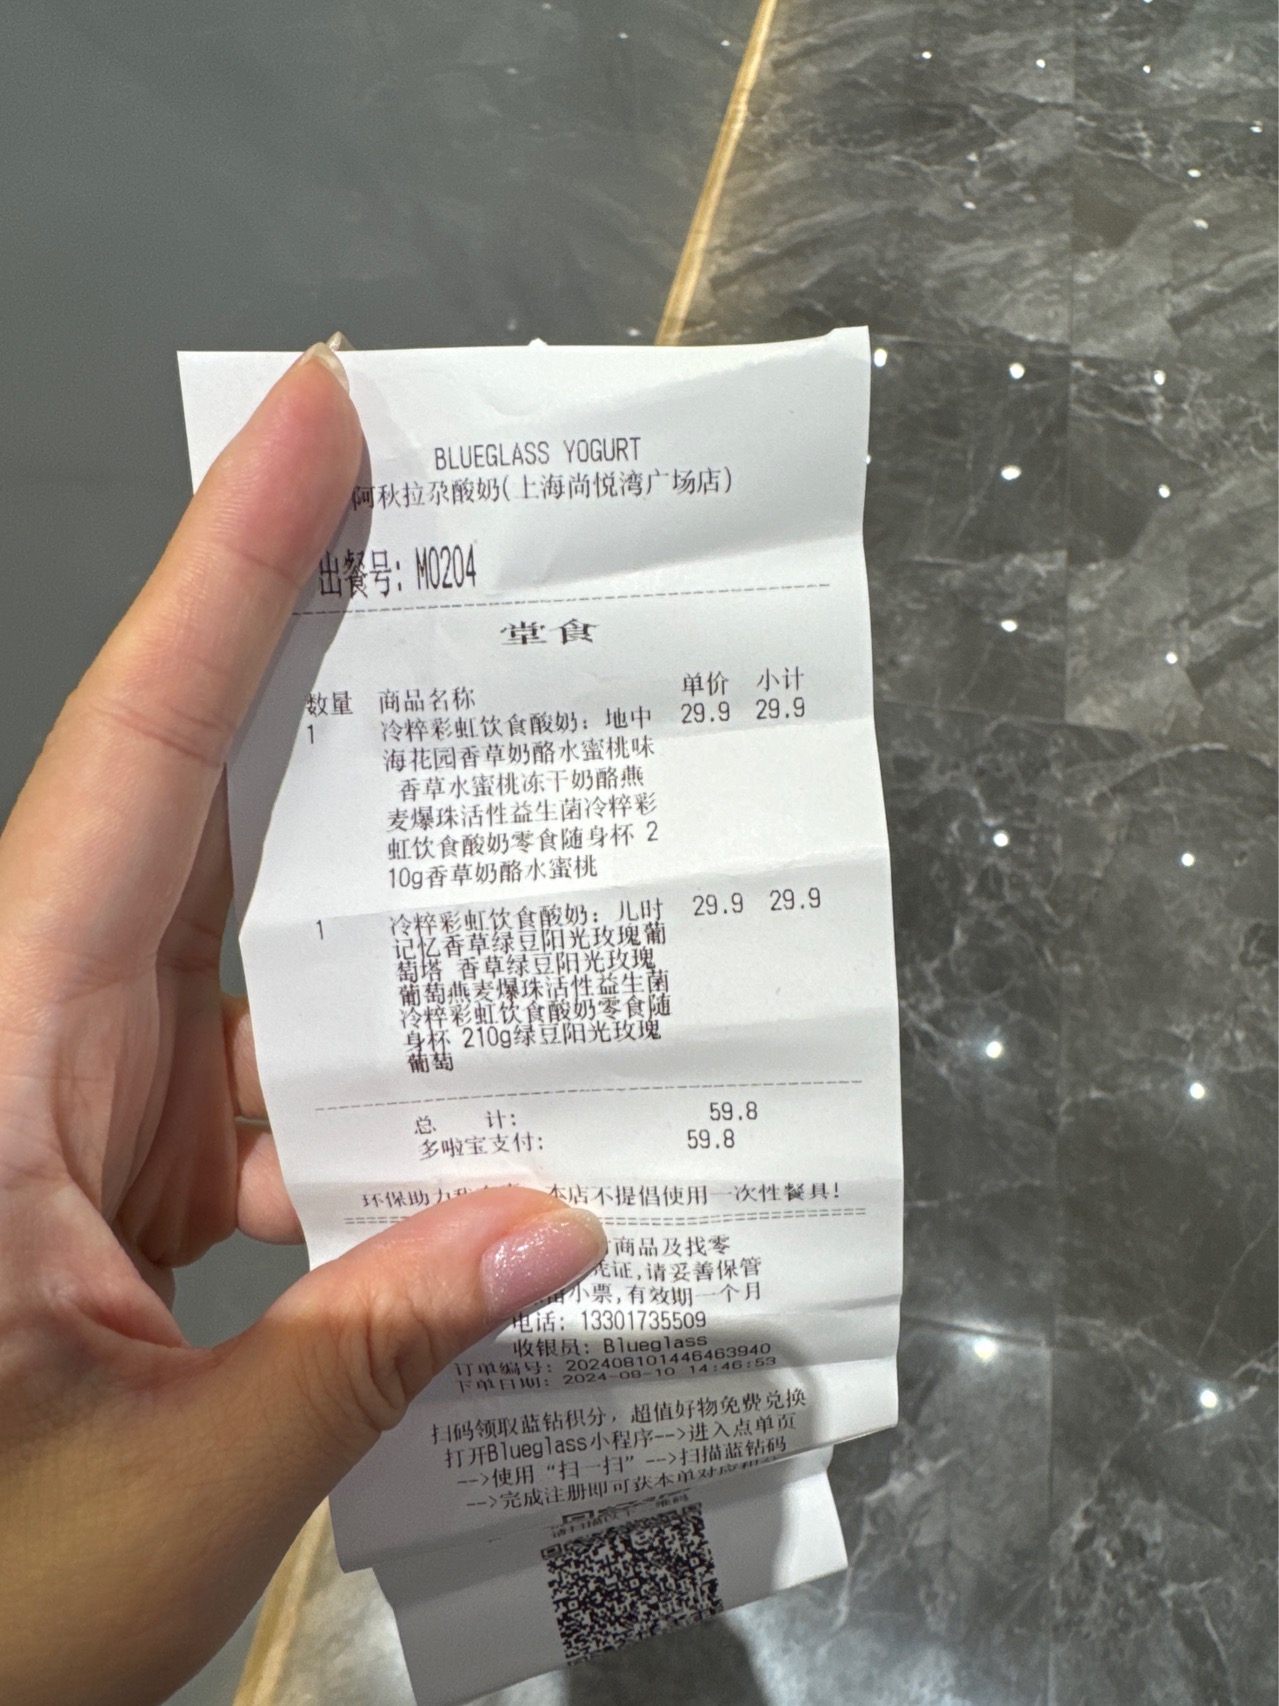 BLUEGLASS YOGURT
阿秋拉尕酸奶(上海尚悦湾广场店)
出餐号: M0204
堂食
数量 商品名称 单价 小计
1 冷粹彩虹饮食酸奶: 地中 29.9 29.9
海花园香草奶酪水蜜桃味
香草水蜜桃冻干奶酪燕
麦爆珠活性益生菌冷粹彩
虹饮食酸奶零食随身杯 2
10g香草奶酪水蜜桃
1 冷粹彩虹饮食酸奶: 儿时 29.9 29.9
记忆香草绿豆阳光玫瑰葡
萄塔 香草绿豆阳光玫瑰
葡萄燕麦爆珠活性益生菌
冷粹彩虹饮食酸奶零食随
身杯 210g绿豆阳光玫瑰
葡萄
总 计: 59.8
多啦宝支付: 59.8
环保助力 本店不提倡使用一次性餐具!
商品及找零
凭证,请妥善保管
小票,有效期一个月
电话: 13301735509
收银员: Blueglass
订单编号: 202408101446463940
下单日期: 2024-08-10 14:46:53
扫码领取蓝钻积分, 超值好物免费兑换
打开Blueglass小程序-->进入点单页
-->使用“扫一扫”-->扫描蓝钻码
-->完成注册即可获本单对应积分